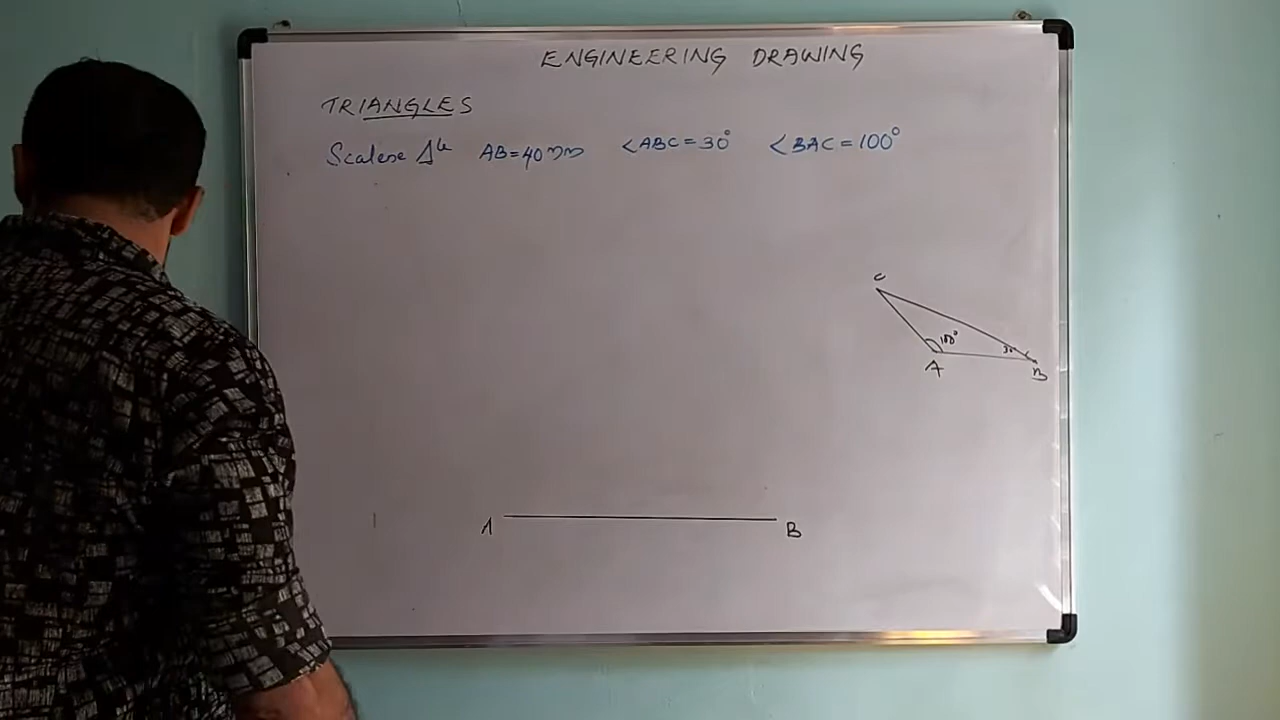 ENGINEERING DRAWING
TRIANGLES
Scalene Δle AB=40mm ∠ABC=30° ∠BAC=100°
C
100° 30°
A B
A B